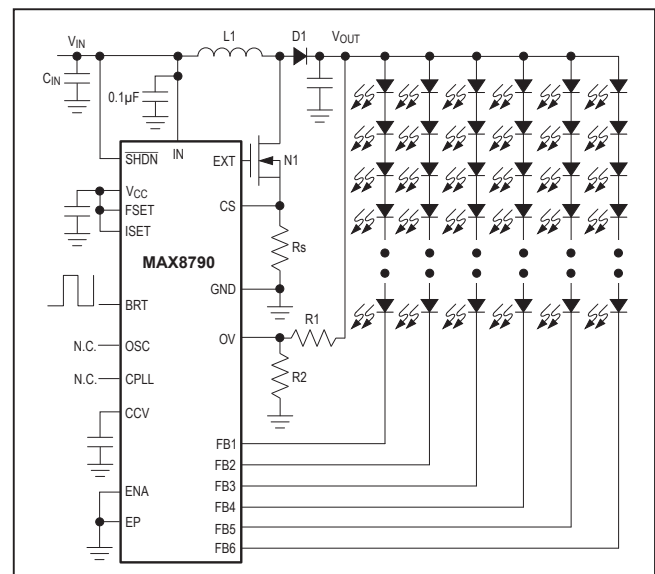 VIN
L1
D1
VOUT
CIN
0.1µF
SHDN
IN
EXT
N1
VCC
FSET
ISET
CS
Rs
MAX8790
GND
BRT
R1
OV
N.C.
OSC
R2
N.C.
CPLL
CCV
FB1
FB2
FB3
ENA
FB4
EP
FB5
FB6